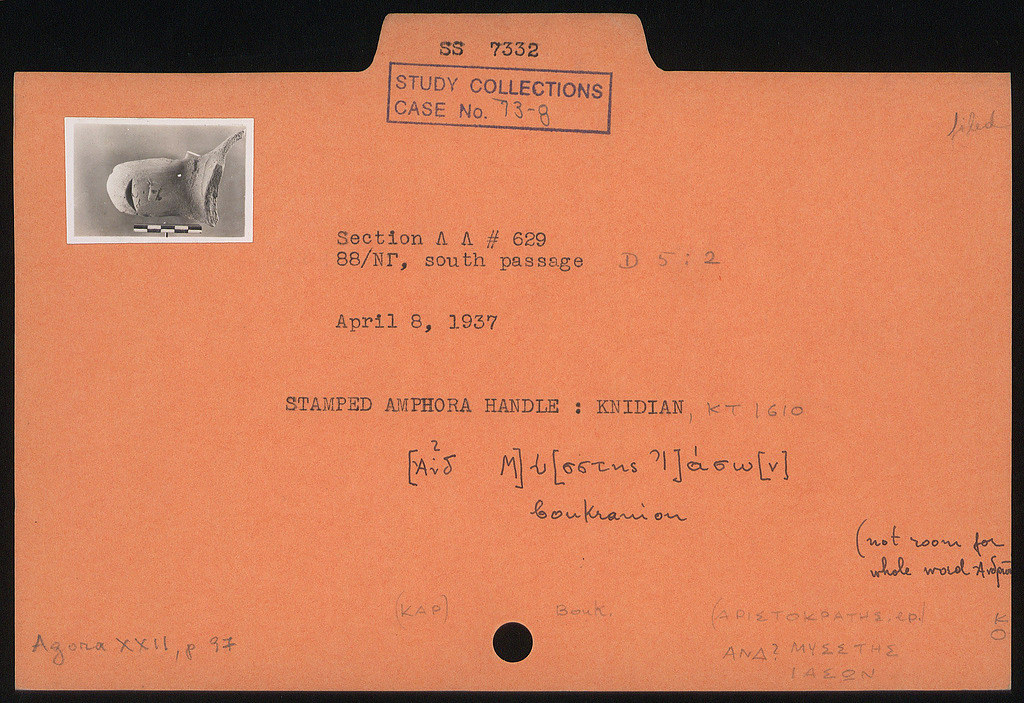 SS 7332
STUDY COLLECTIONS
CASE No. 73-8
filed
Section Λ Λ # 629
88/ΝΓ, south passage D 5:2
April 8, 1937
STAMPED AMPHORA HANDLE : KNIDIAN, KT 1610
[Ἀνδ? Μ]ύ[σστης Ἰ]άσω[ν]
boukranion
(not room for
whole word
(ΚΑΡ) Bouk. (ΑΡΙΣΤΟΚΡΑΤΗΣ, ep.) KO
Agora XXII, p 97
ΑΝΔ? ΜΥΣΣΤΗΣ
ΙΑΣΩΝ